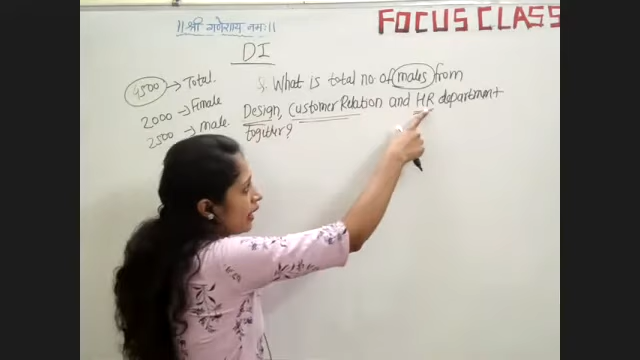 ॥ श्री गणेशाय नमः ॥
FOCUS CLASS
DI
4500 → Total.
2000 → Female
2500 → male.
Q. What is total no of males from
Design, Customer Relation and HR department
together?